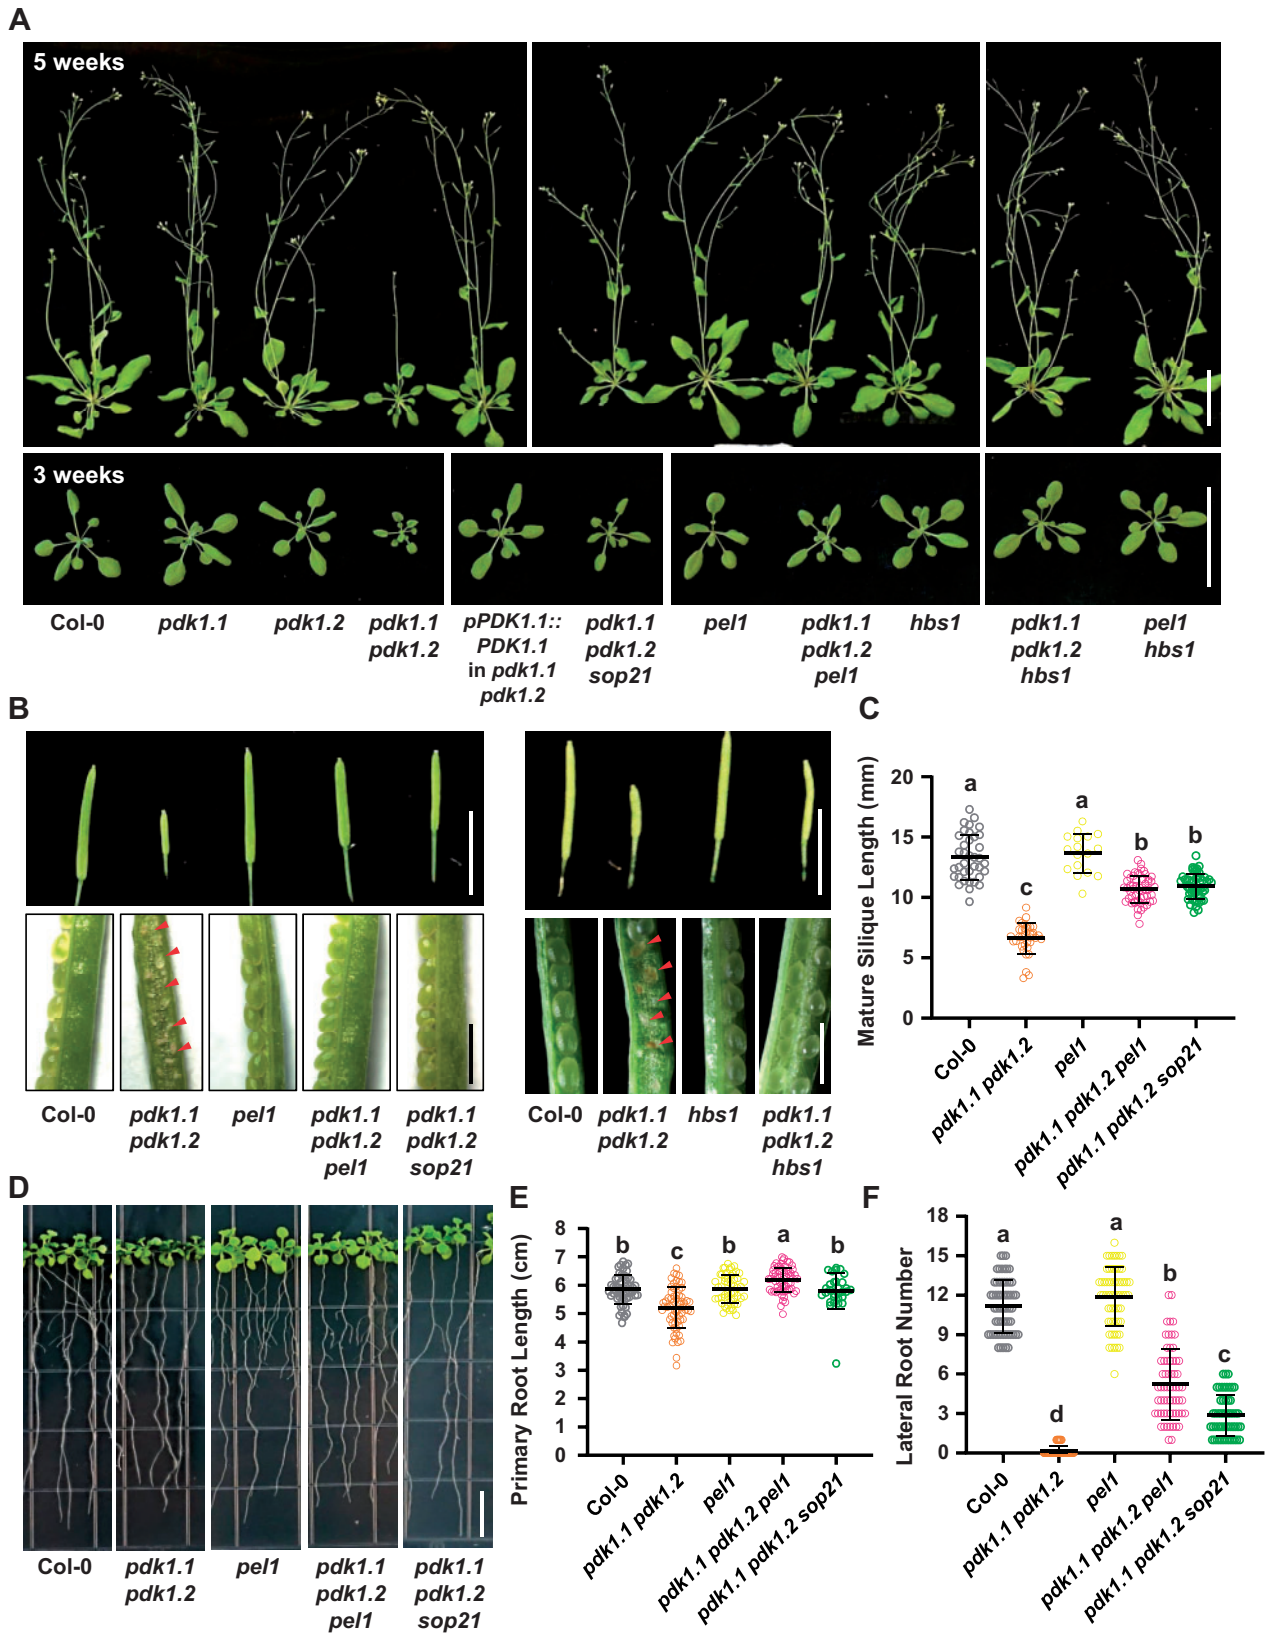 A
5 weeks
3 weeks
Col-0
pdk1.1
pdk1.2
pdk1.1
pdk1.2
pPDK1.1::
PDK1.1
in pdk1.1
pdk1.2
pdk1.1
pdk1.2
sop21
pel1
pdk1.1
pdk1.2
pel1
hbs1
pdk1.1
pdk1.2
hbs1
pel1
hbs1
B
Col-0
pdk1.1
pdk1.2
pel1
pdk1.1
pdk1.2
pel1
pdk1.1
pdk1.2
sop21
Col-0
pdk1.1
pdk1.2
hbs1
pdk1.1
pdk1.2
hbs1
C
Mature Silique Length (mm)
20
15
10
5
0
a
c
a
b
b
Col-0
pdk1.1 pdk1.2
pel1
pdk1.1 pdk1.2 pel1
pdk1.1 pdk1.2 sop21
D
Col-0
pdk1.1
pdk1.2
pel1
pdk1.1
pdk1.2
pel1
pdk1.1
pdk1.2
sop21
E
Primary Root Length (cm)
8
7
6
5
4
3
2
1
0
b
c
b
a
b
Col-0
pdk1.1 pdk1.2
pel1
pdk1.1 pdk1.2 pel1
pdk1.1 pdk1.2 sop21
F
Lateral Root Number
18
15
12
9
6
3
0
a
d
a
b
c
Col-0
pdk1.1 pdk1.2
pel1
pdk1.1 pdk1.2 pel1
pdk1.1 pdk1.2 sop21